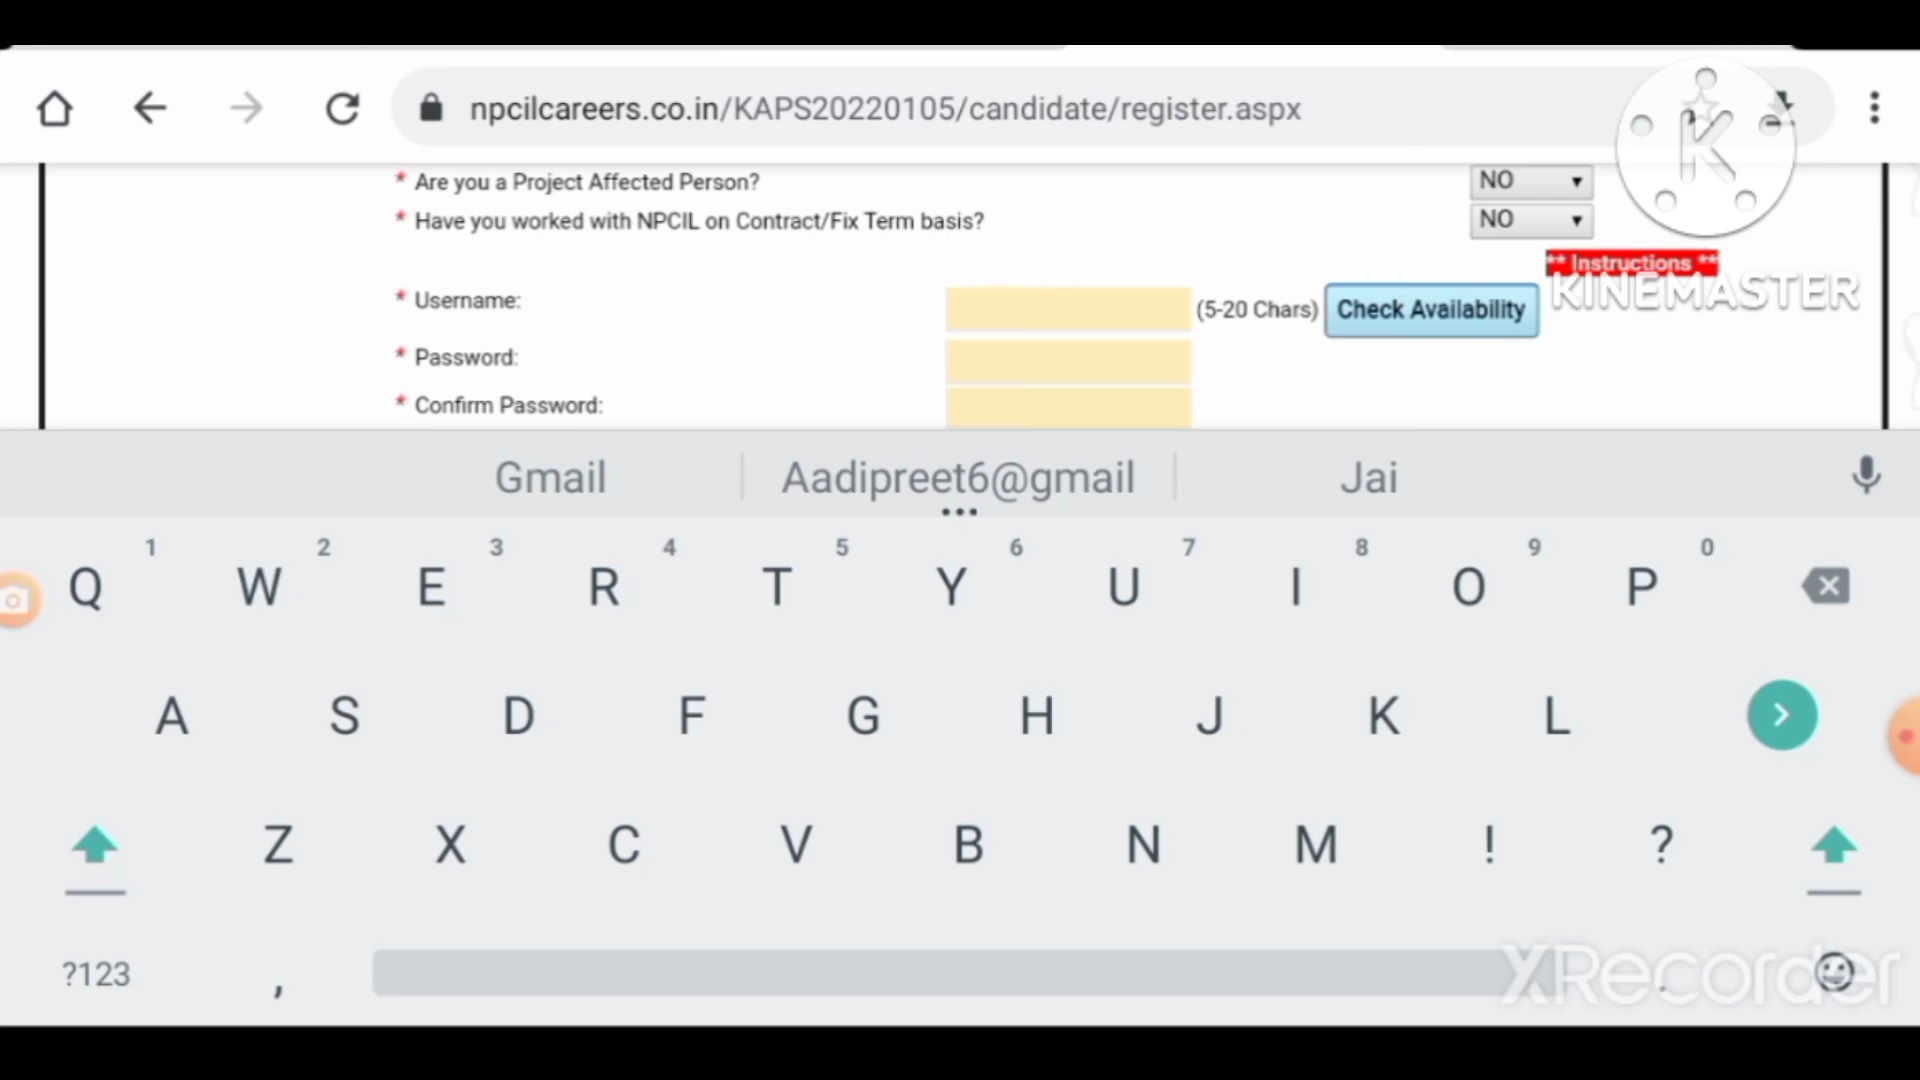 npcilcareers.co.in/KAPS20220105/candidate/register.aspx
* Are you a Project Affected Person? NO
* Have you worked with NPCIL on Contract/Fix Term basis? NO
** Instructions **
KINEMASTER
* Username: (5-20 Chars) Check Availability
* Password:
* Confirm Password:
Gmail Aadipreet6@gmail Jai
1 2 3 4 5 6 7 8 9 0
Q W E R T Y U I O P
A S D F G H J K L
Z X C V B N M ! ?
?123 , .
XRecorder